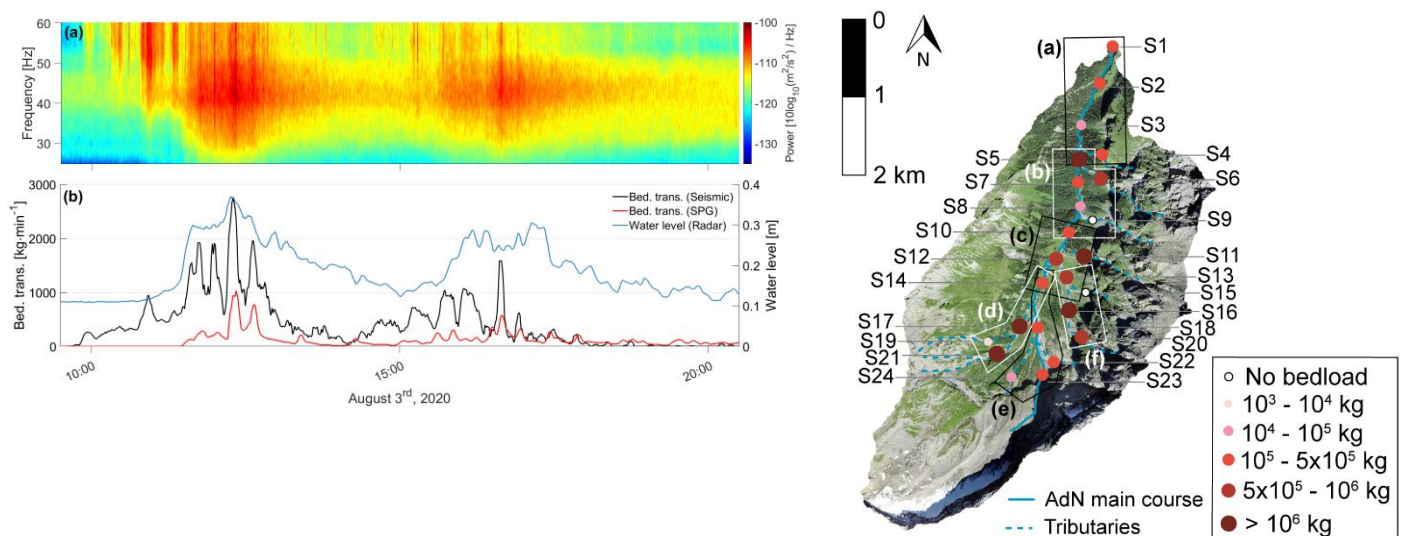 (a)
60
50
40
30
Frequency [Hz]
-100
-110
-120
-130
Power [10log10(m²/s²) / Hz]
(b)
3000
2000
1000
0
Bed. trans. [kg·min⁻¹]
Bed. trans. (Seismic)
Bed. trans. (SPG)
Water level (Radar)
0.4
0.3
0.2
0.1
0
Water level [m]
10:00
15:00
20:00
August 3rd, 2020
0
1
2 km
N
(a)
S1
S2
S3
S4
S5
(b)
S6
S7
S8
S9
S10
(c)
S11
S12
S13
S14
S15
(d)
S16
S17
S18
S19
S20
S21
(f)
S22
S24
S23
(e)
AdN main course
Tributaries
No bedload
10³ - 10⁴ kg
10⁴ - 10⁵ kg
10⁵ - 5x10⁵ kg
5x10⁵ - 10⁶ kg
> 10⁶ kg